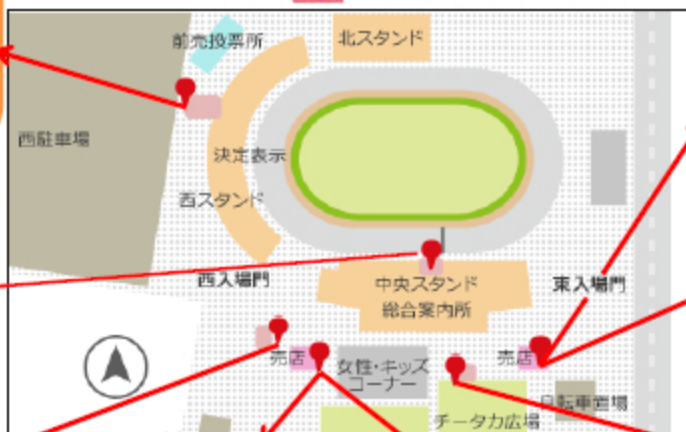 前売投票所
北スタンド
西駐車場
決定表示
西スタンド
西入場門
中央スタンド
総合案内所
東入場門
売店
女性・キッズ
コーナー
売店
自転車置場
チータカ広場